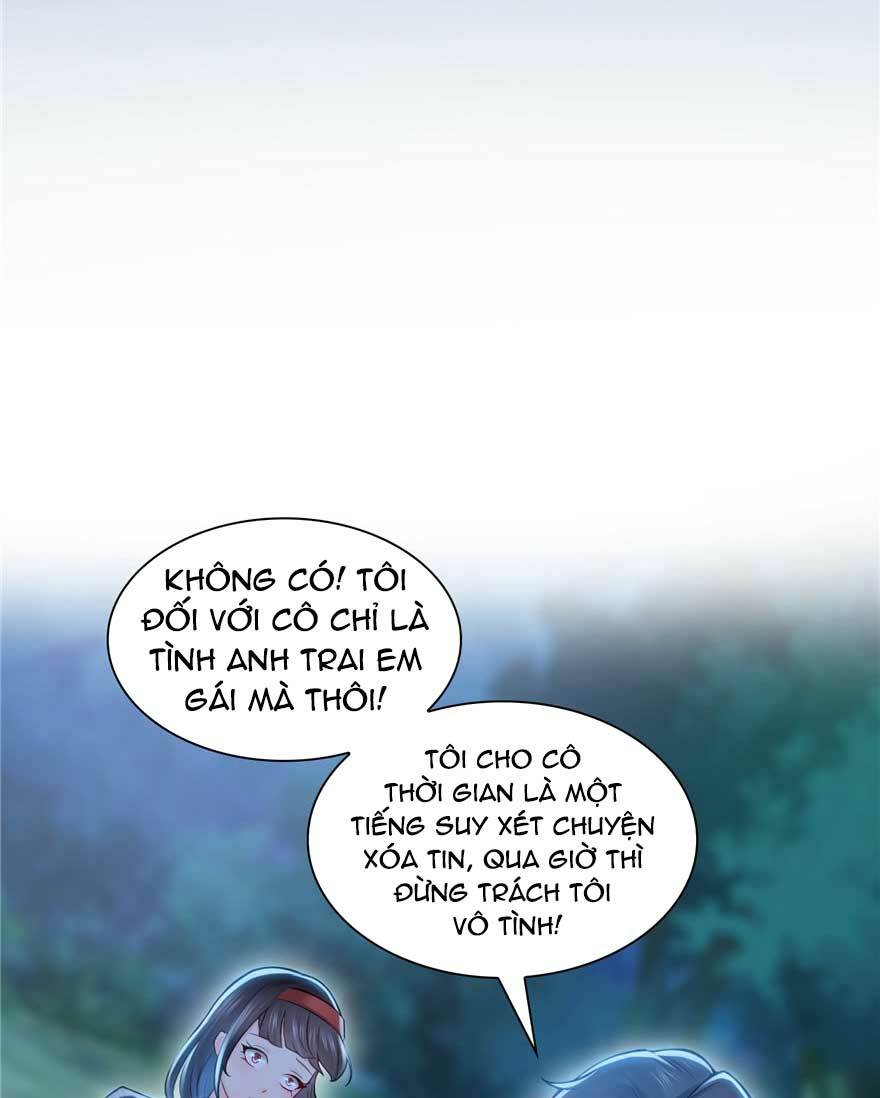 KHÔNG CÓ! TÔI
ĐỐI VỚI CÔ CHỈ LÀ
TÌNH ANH TRAI EM
GÁI MÀ THÔI!
TÔI CHO CÔ
THỜI GIAN LÀ MỘT
TIẾNG SUY XÉT CHUYỆN
XÓA TIN, QUA GIỜ THÌ
ĐỪNG TRÁCH TÔI
VÔ TÌNH!